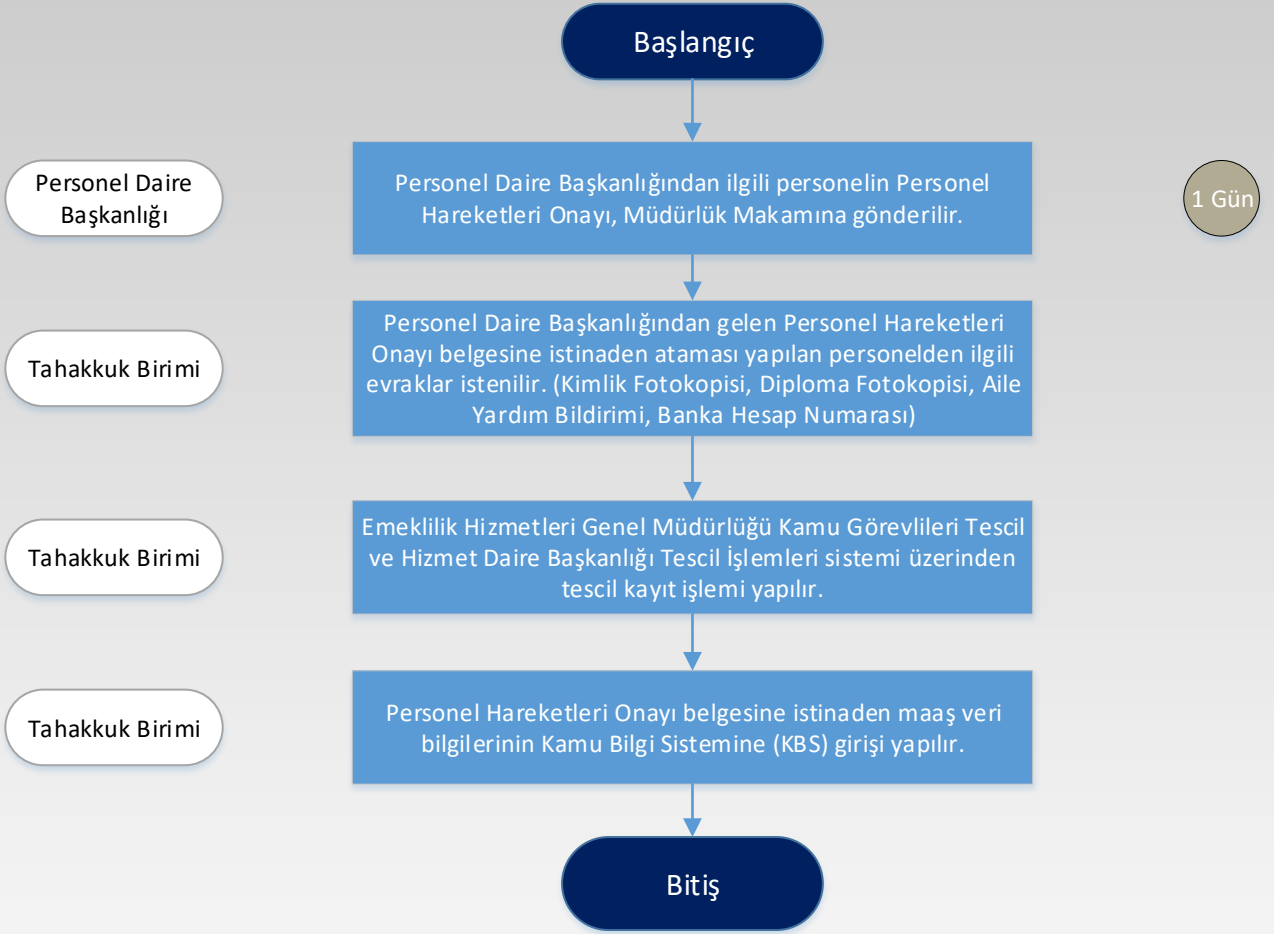 Başlangıç
Personel Daire
Başkanlığı
Personel Daire Başkanlığından ilgili personelin Personel
Hareketleri Onayı, Müdürlük Makamına gönderilir.
1 Gün
Tahakkuk Birimi
Personel Daire Başkanlığından gelen Personel Hareketleri
Onayı belgesine istinaden ataması yapılan personelden ilgili
evraklar istenilir. (Kimlik Fotokopisi, Diploma Fotokopisi, Aile
Yardım Bildirimi, Banka Hesap Numarası)
Tahakkuk Birimi
Emeklilik Hizmetleri Genel Müdürlüğü Kamu Görevlileri Tescil
ve Hizmet Daire Başkanlığı Tescil İşlemleri sistemi üzerinden
tescil kayıt işlemi yapılır.
Tahakkuk Birimi
Personel Hareketleri Onayı belgesine istinaden maaş veri
bilgilerinin Kamu Bilgi Sistemine (KBS) girişi yapılır.
Bitiş